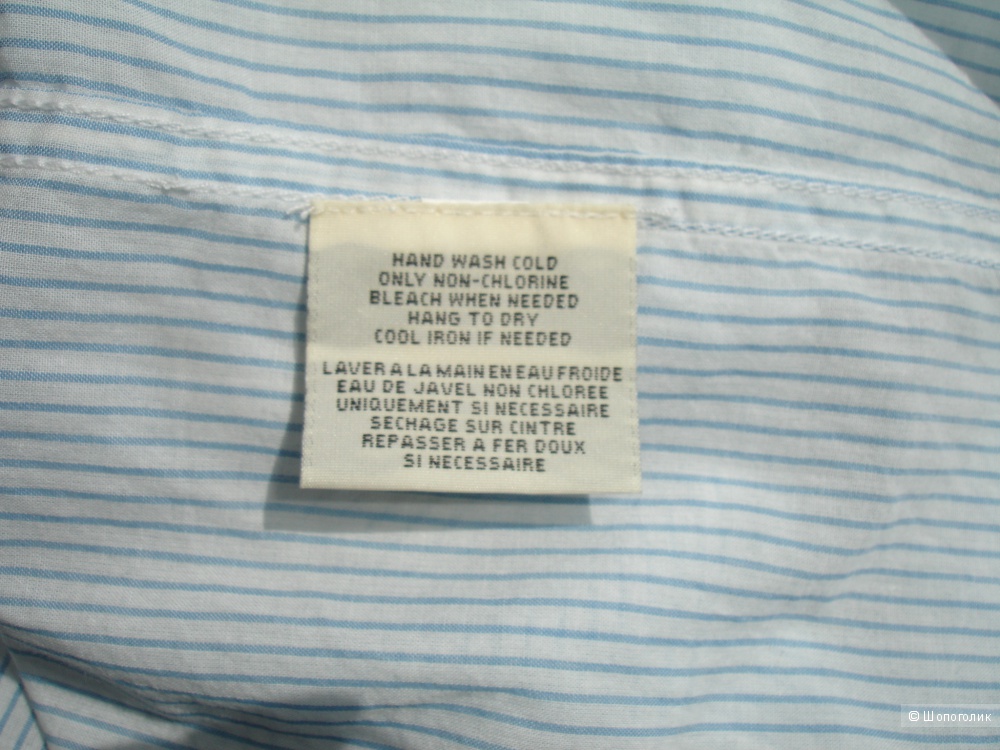 HAND WASH COLD
ONLY NON-CHLORINE
BLEACH WHEN NEEDED
HANG TO DRY
COOL IRON IF NEEDED
LAVER A LA MAIN EN EAU FROIDE
EAU DE JAVEL NON CHLOREE
UNIQUEMENT SI NECESSAIRE
SECHAGE SUR CINTRE
REPASSER A FER DOUX
SI NECESSAIRE
© Шопоголик